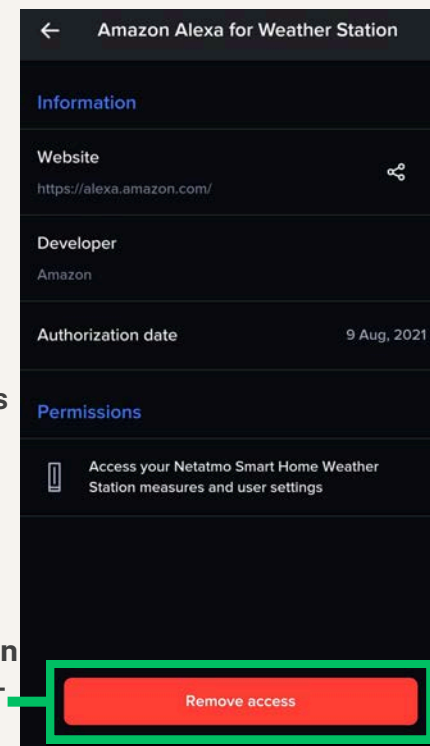 Amazon Alexa for Weather Station
Information
Website
https://alexa.amazon.com/
Developer
Amazon
Authorization date 9 Aug, 2021
s
Permissions
Access your Netatmo Smart Home Weather
Station measures and user settings
n
Remove access